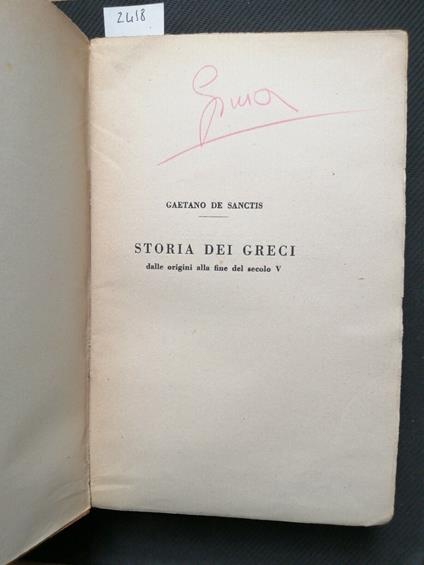 2418
GAETANO DE SANCTIS
STORIA DEI GRECI
dalle origini alla fine del secolo V